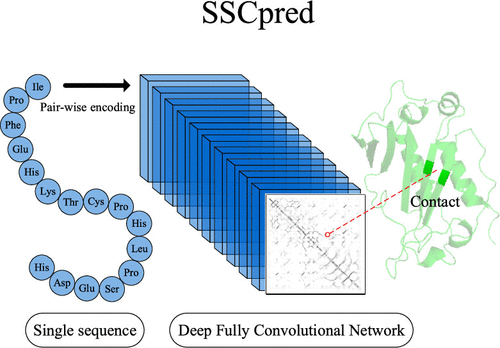 SSCpred
Pair-wise encoding
Ile
Pro
Phe
Glu
His
Lys
Thr
Cys
Pro
His
Leu
Pro
Ser
Glu
Asp
His
Contact
Single sequence
Deep Fully Convolutional Network